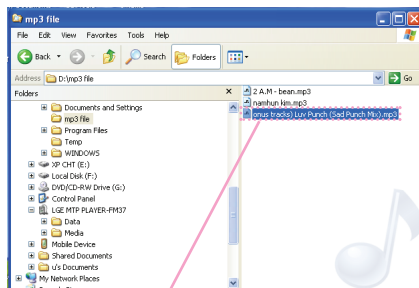 mp3 file
File Edit View Favorites Tools Help
Back Search Folders
Address D:\mp3 file Go
Folders
2 A.M - bean.mp3
Documents and Settings
namhun kim.mp3
mp3 file
onus tracks) Luv Punch (Sad Punch Mix).mp3
Program Files
Temp
WINDOWS
XP CHT (E:)
Local Disk (F:)
DVD/CD-RW Drive (G:)
Control Panel
LGE MTP PLAYER-FM37
Data
Media
Mobile Device
Shared Documents
u's Documents
My Network Places